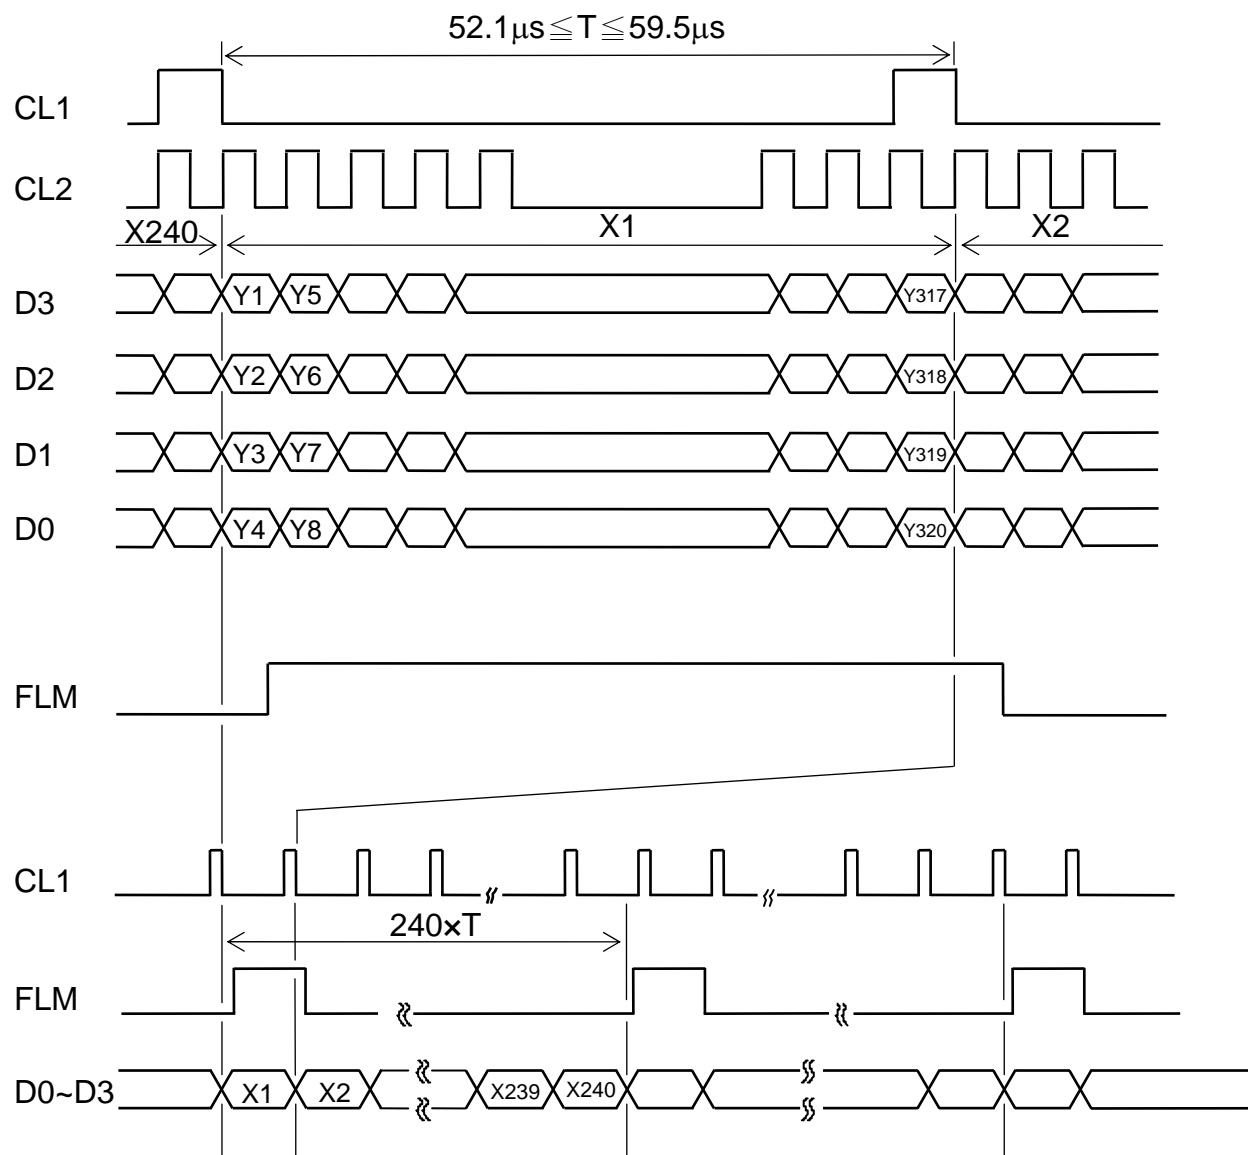 52.1μs≦T≦59.5μs
CL1
CL2
X240 X1 X2
D3 Y1 Y5 Y317
D2 Y2 Y6 Y318
D1 Y3 Y7 Y319
D0 Y4 Y8 Y320
FLM
CL1
240×T
FLM
D0~D3 X1 X2 X239 X240